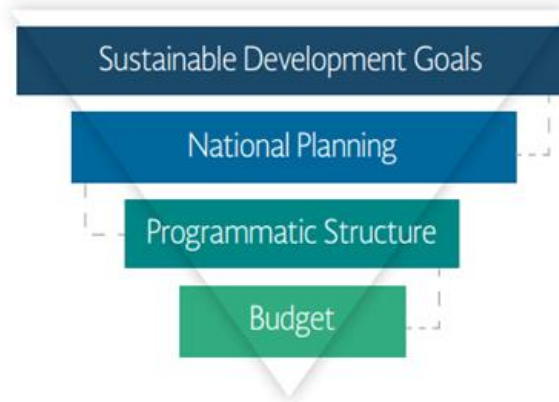 Sustainable Development Goals
National Planning
Programmatic Structure
Budget